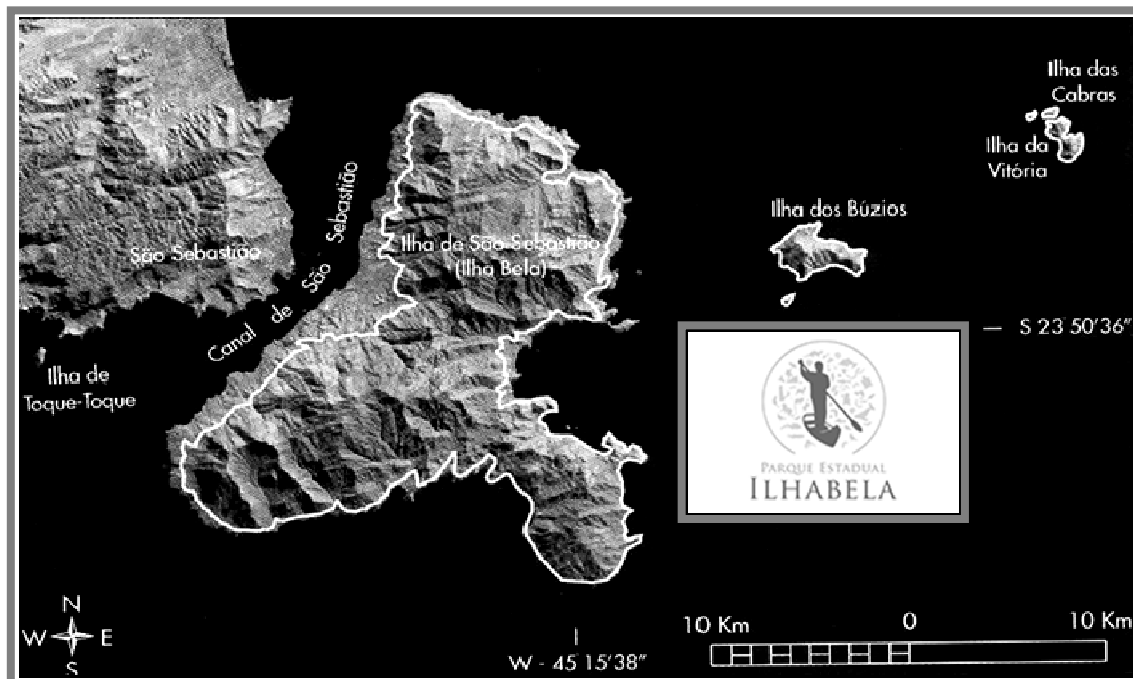 Ilha das
Cabras
Ilha da
Vitória
Ilha dos Búzios
São Sebastião
Canal de São Sebastião
Ilha de São Sebastião
(Ilha Bela)
S 23 50'36"
Ilha de
Toque-Toque
PARQUE ESTADUAL
ILHABELA
N
W E
S
W - 45 15'38"
10 Km 0 10 Km